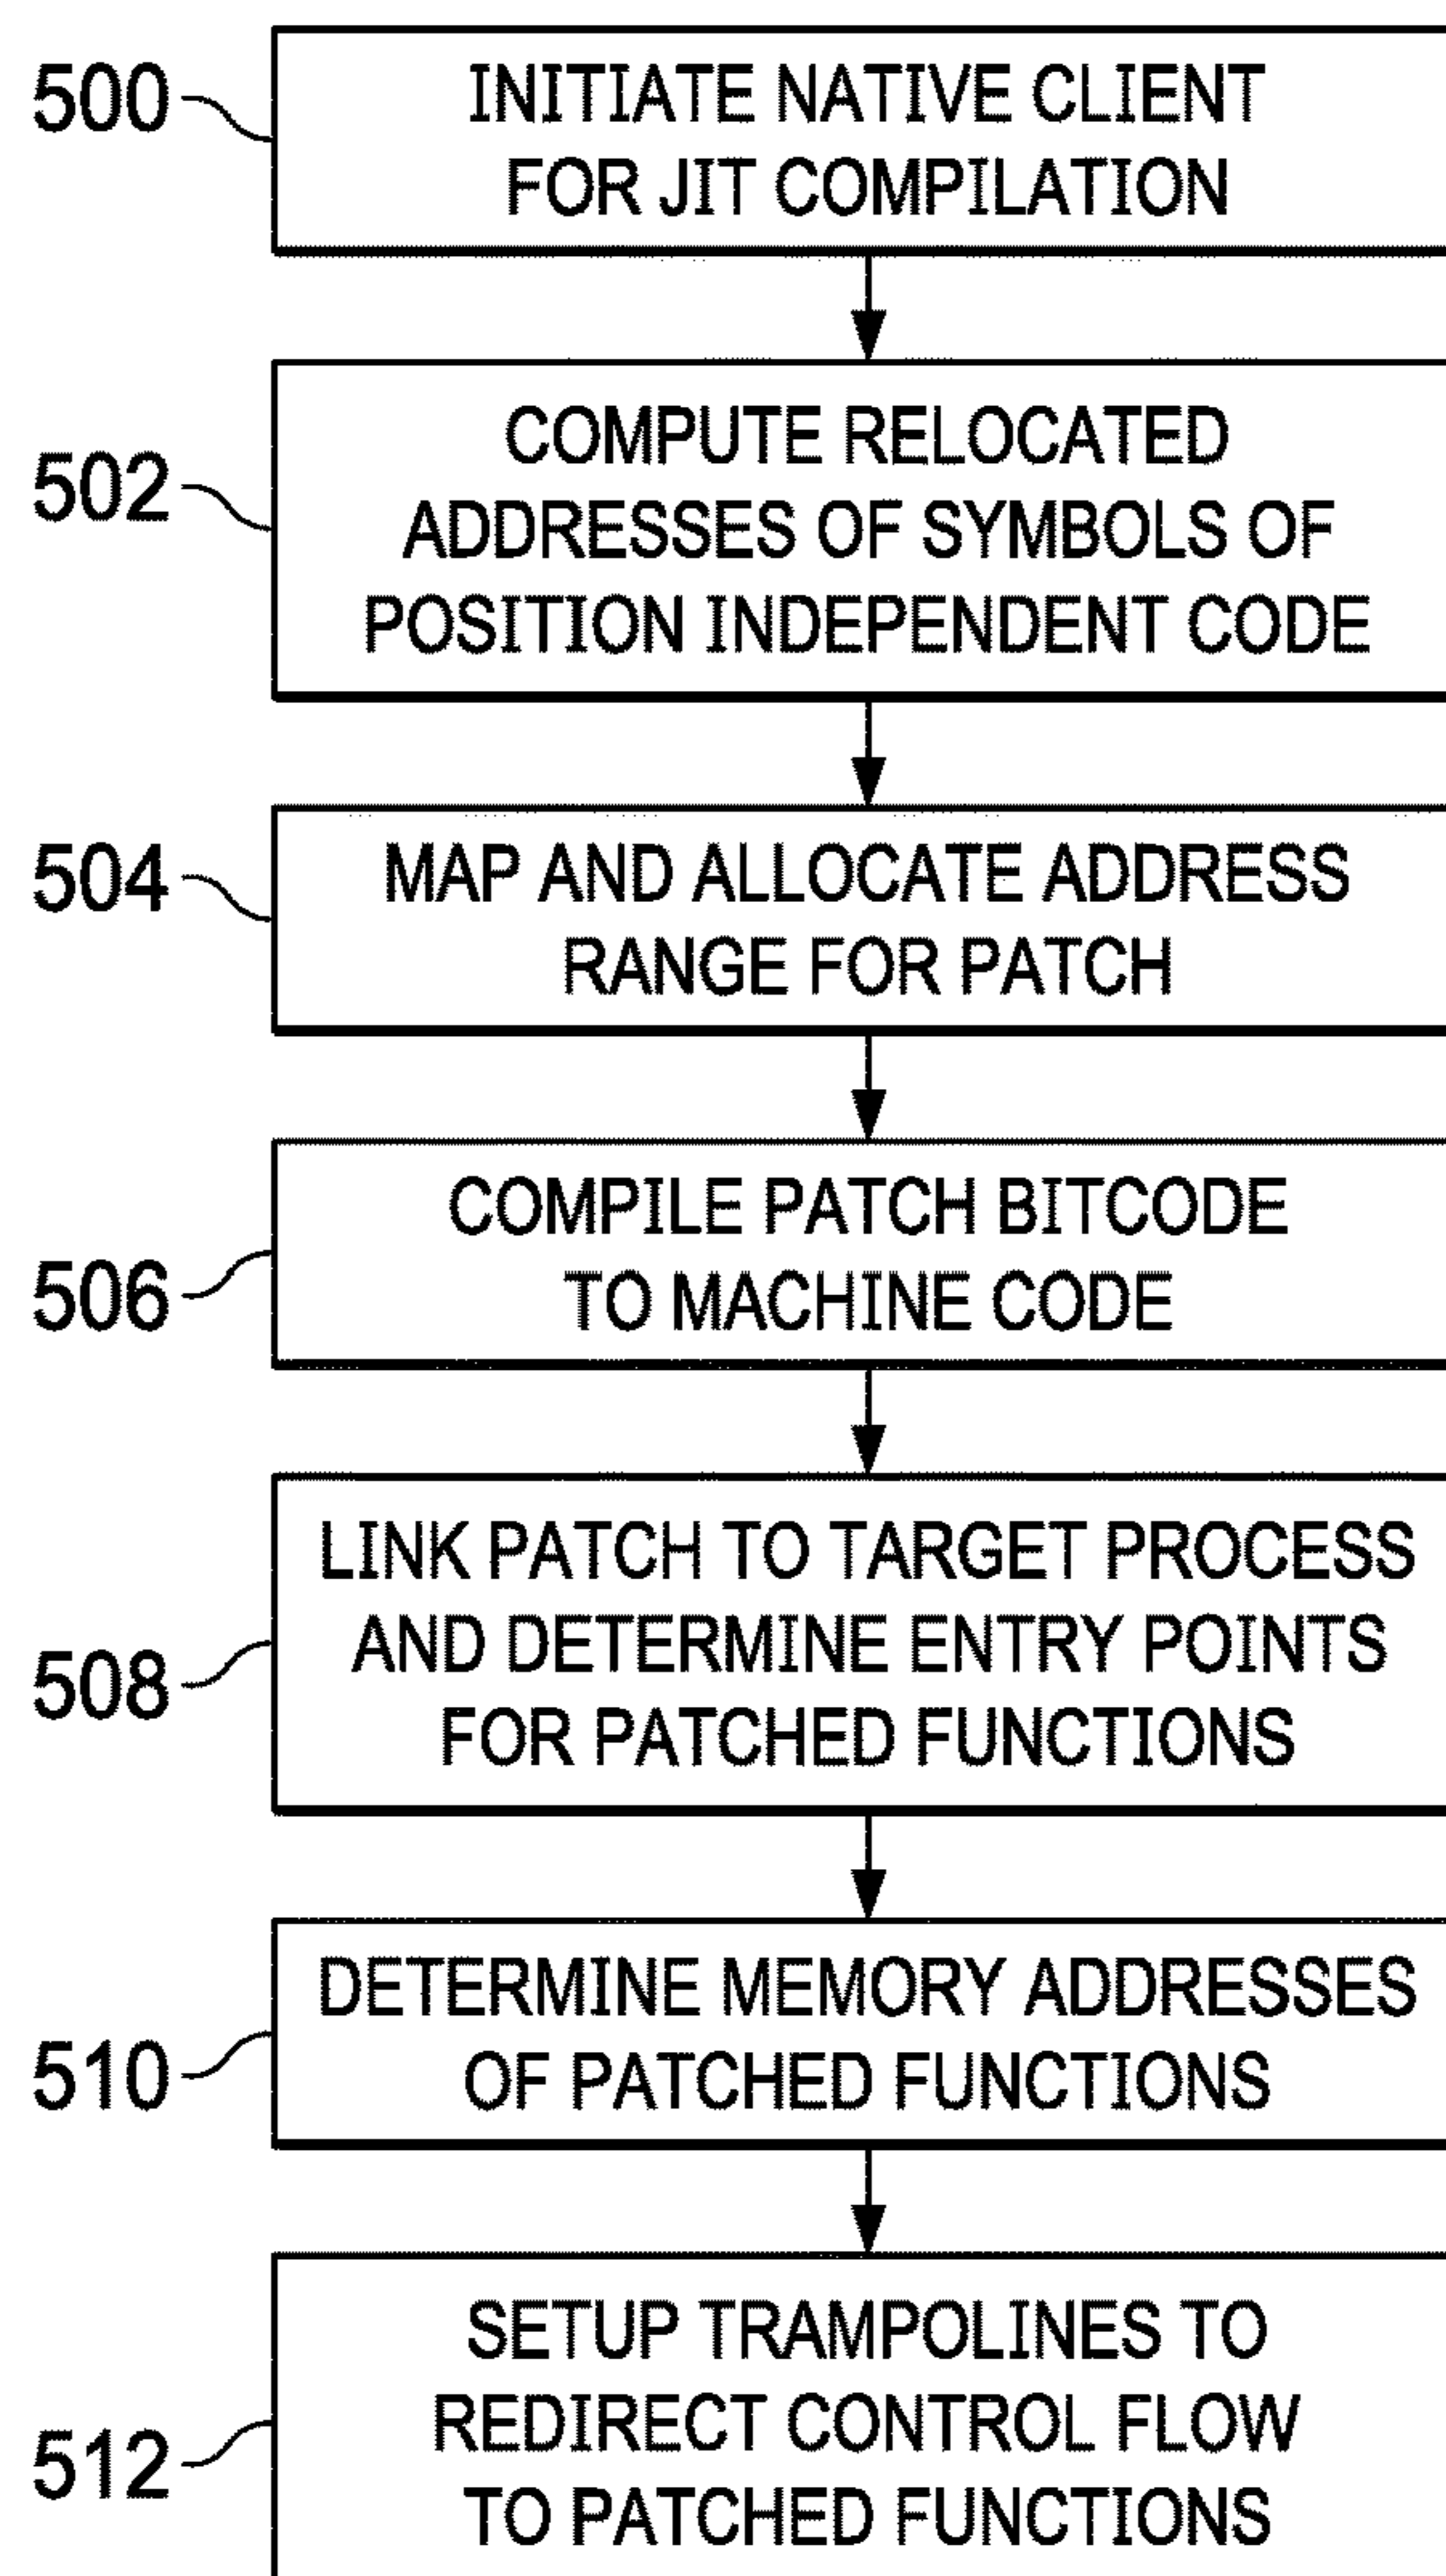 500
INITIATE NATIVE CLIENT
FOR JIT COMPILATION
502
COMPUTE RELOCATED
ADDRESSES OF SYMBOLS OF
POSITION INDEPENDENT CODE
504
MAP AND ALLOCATE ADDRESS
RANGE FOR PATCH
506
COMPILE PATCH BITCODE
TO MACHINE CODE
508
LINK PATCH TO TARGET PROCESS
AND DETERMINE ENTRY POINTS
FOR PATCHED FUNCTIONS
510
DETERMINE MEMORY ADDRESSES
OF PATCHED FUNCTIONS
512
SETUP TRAMPOLINES TO
REDIRECT CONTROL FLOW
TO PATCHED FUNCTIONS